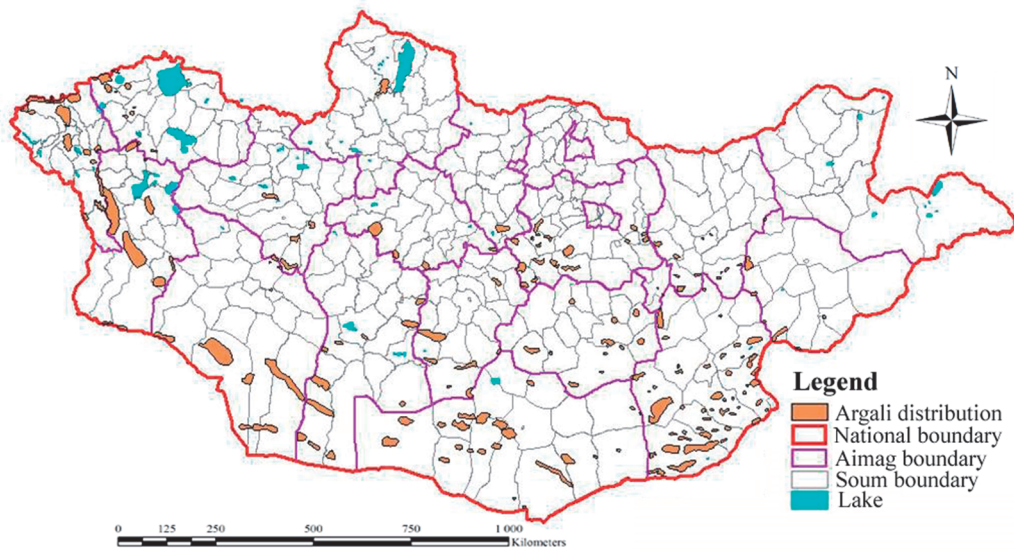 N
Legend
Argali distribution
National boundary
Aimag boundary
Soum boundary
Lake
0 125 250 500 750 1 000
Kilometers